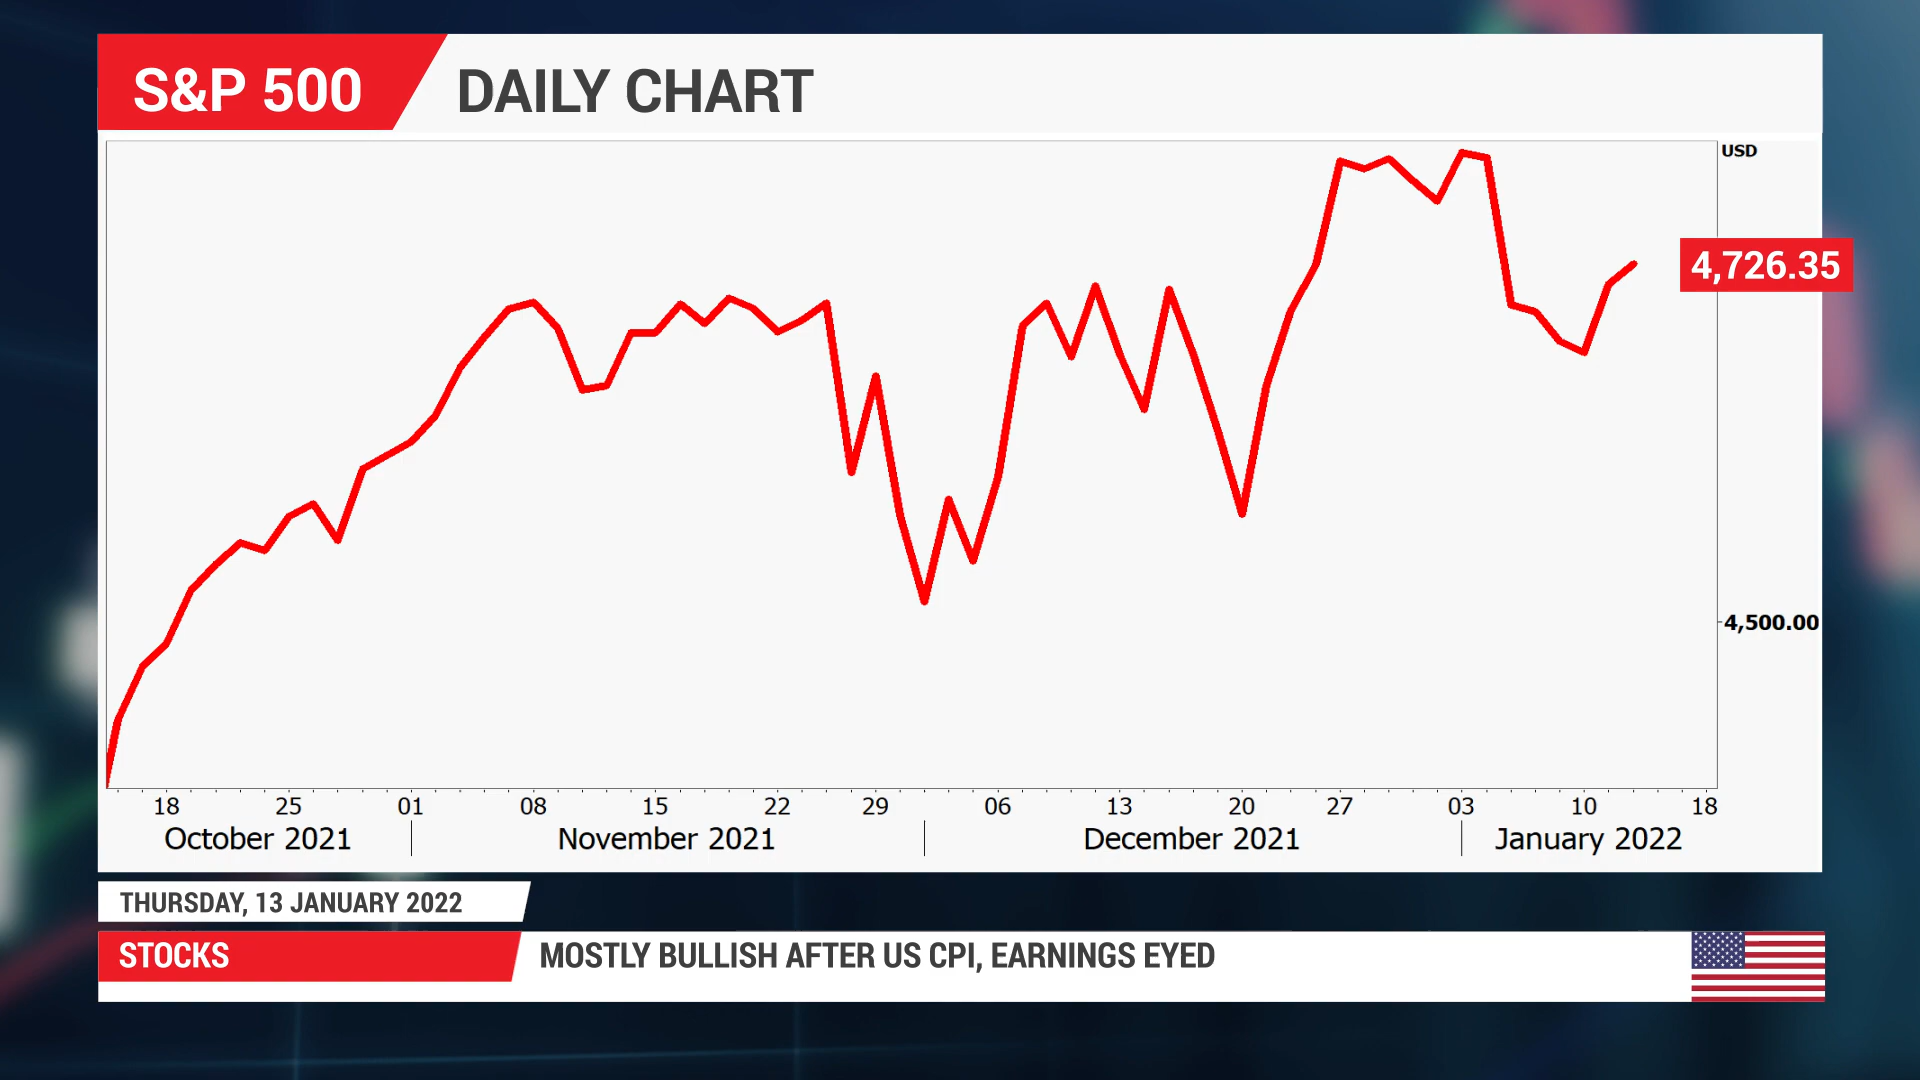 S&P 500
DAILY CHART
USD
4,726.35
4,500.00
18 25 01 08 15 22 29 06 13 20 27 03 10 18
October 2021 November 2021 December 2021 January 2022
THURSDAY, 13 JANUARY 2022
STOCKS
MOSTLY BULLISH AFTER US CPI, EARNINGS EYED